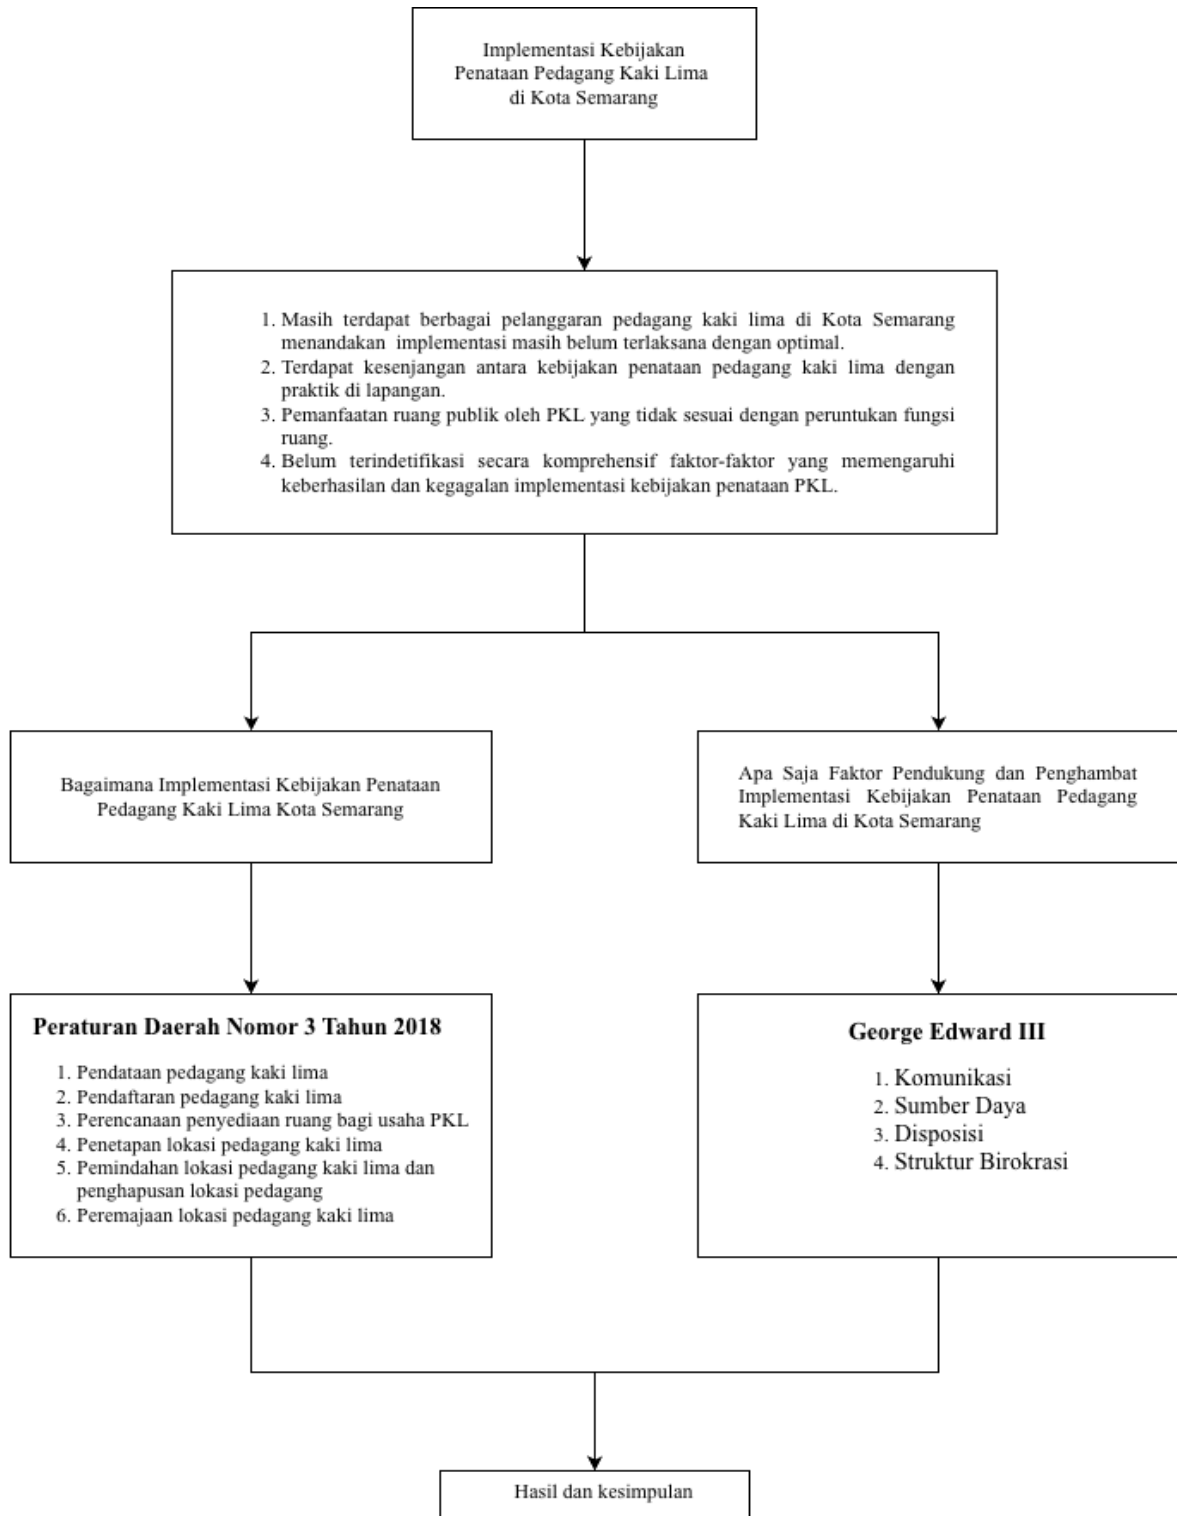 Implementasi Kebijakan
Penataan Pedagang Kaki Lima
di Kota Semarang
1. Masih terdapat berbagai pelanggaran pedagang kaki lima di Kota Semarang
menandakan implementasi masih belum terlaksana dengan optimal.
2. Terdapat kesenjangan antara kebijakan penataan pedagang kaki lima dengan
praktik di lapangan.
3. Pemanfaatan ruang publik oleh PKL yang tidak sesuai dengan peruntukan fungsi
ruang.
4. Belum terindetifikasi secara komprehensif faktor-faktor yang memengaruhi
keberhasilan dan kegagalan implementasi kebijakan penataan PKL.
Bagaimana Implementasi Kebijakan Penataan
Pedagang Kaki Lima Kota Semarang
Apa Saja Faktor Pendukung dan Penghambat
Implementasi Kebijakan Penataan Pedagang
Kaki Lima di Kota Semarang
Peraturan Daerah Nomor 3 Tahun 2018
1. Pendataan pedagang kaki lima
2. Pendaftaran pedagang kaki lima
3. Perencanaan penyediaan ruang bagi usaha PKL
4. Penetapan lokasi pedagang kaki lima
5. Pemindahan lokasi pedagang kaki lima dan
penghapusan lokasi pedagang
6. Peremajaan lokasi pedagang kaki lima
George Edward III
1. Komunikasi
2. Sumber Daya
3. Disposisi
4. Struktur Birokrasi
Hasil dan kesimpulan